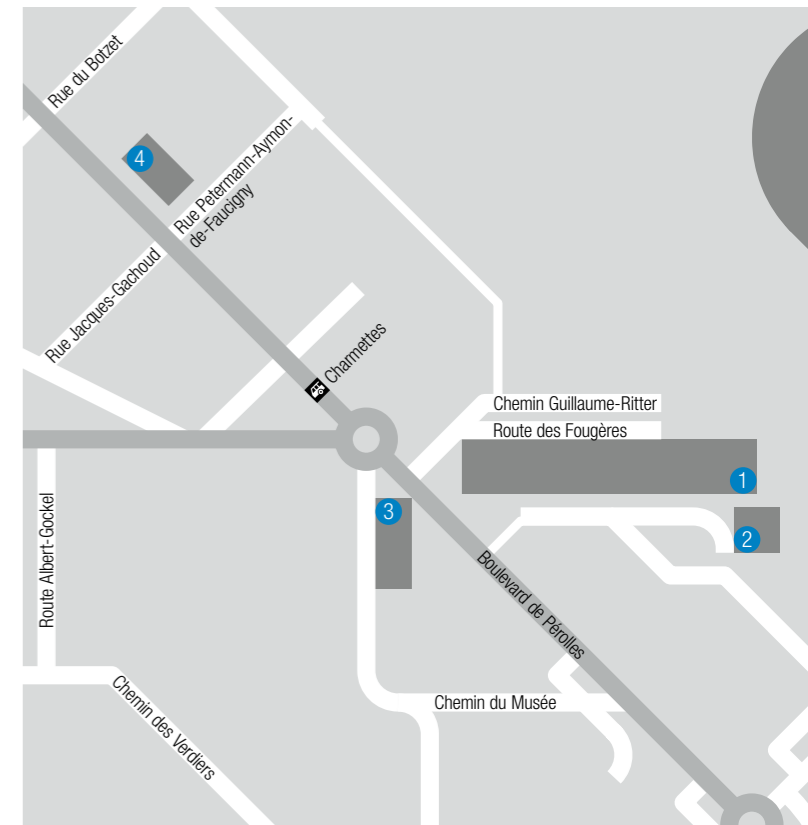 Rue du Botzet
4
Rue Petermann-Aymon-
de-Faucigny
Rue Jacques-Gachoud
Charmettes
Chemin Guillaume-Ritter
Route des Fougères
1
3
2
Route Albert-Gockel
Boulevard de Pérolles
Chemin des Verdiers
Chemin du Musée